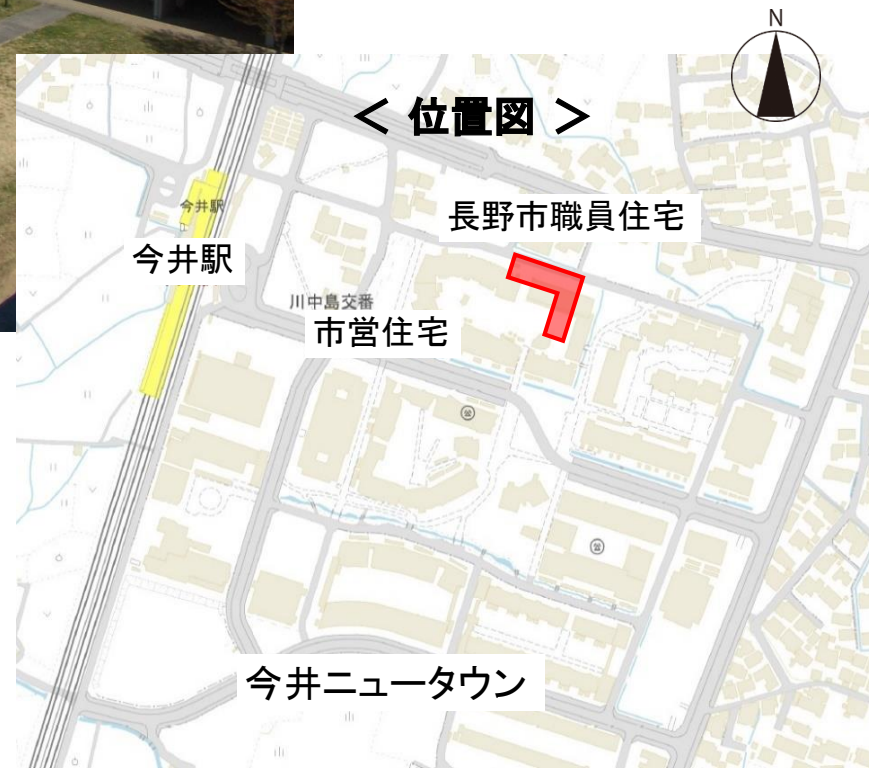 N
< 位置図 >
長野市職員住宅
今井駅
今井駅
川中島交番
市営住宅
今井ニュータウン